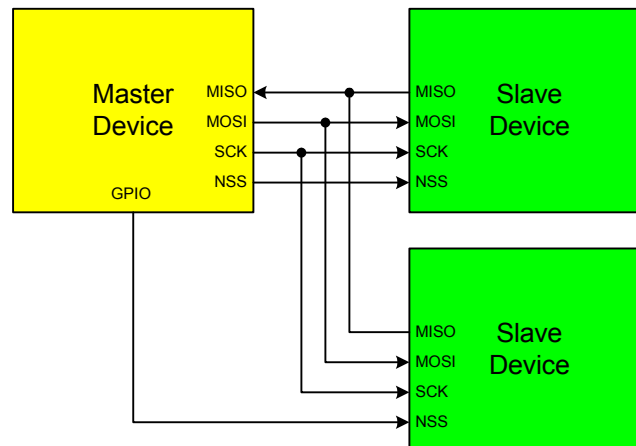 Master
Device
MISO
MOSI
SCK
NSS
GPIO
MISO
MOSI
SCK
NSS
Slave
Device
MISO
MOSI
SCK
NSS
Slave
Device